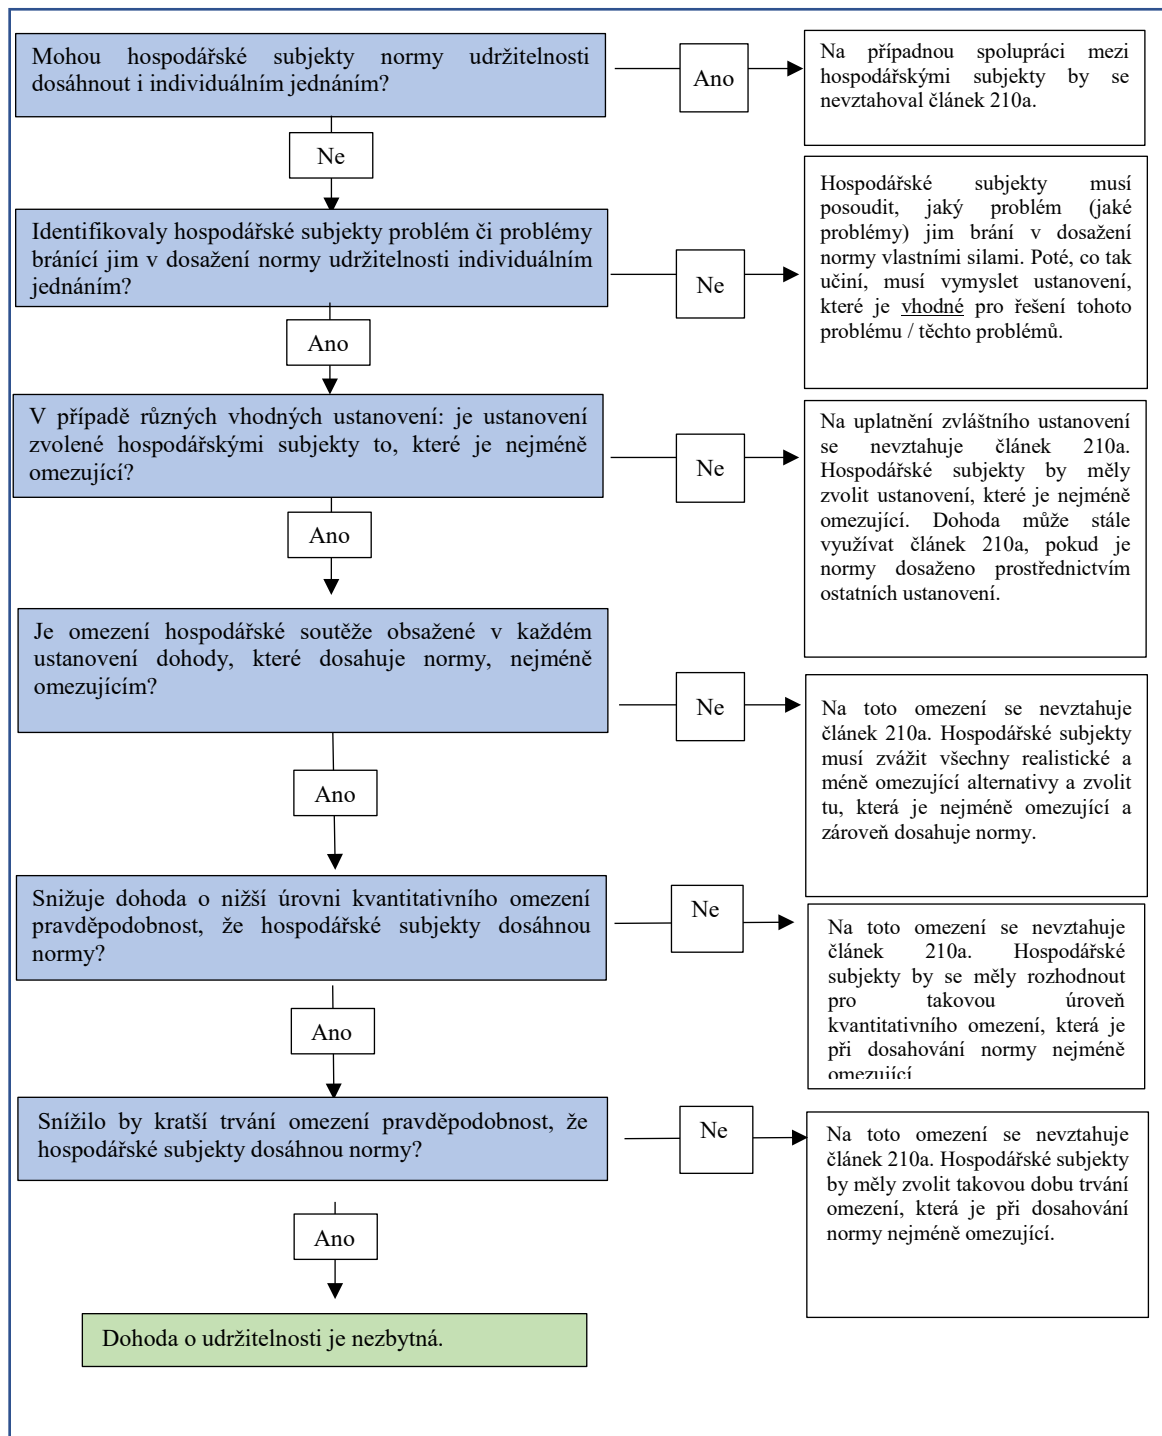 Mohou hospodářské subjekty normy udržitelnosti
dosáhnout i individuálním jednáním?
Ano
Na případnou spolupráci mezi
hospodářskými subjekty by se
nevztahoval článek 210a.
Ne
Identifikovaly hospodářské subjekty problém či problémy
bránící jim v dosažení normy udržitelnosti individuálním
jednáním?
Ne
Hospodářské subjekty musí
posoudit, jaký problém (jaké
problémy) jim brání v dosažení
normy vlastními silami. Poté, co tak
učiní, musí vymyslet ustanovení,
které je vhodné pro řešení tohoto
problému / těchto problémů.
Ano
V případě různých vhodných ustanovení: je ustanovení
zvolené hospodářskými subjekty to, které je nejméně
omezující?
Ne
Na uplatnění zvláštního ustanovení
se nevztahuje článek 210a.
Hospodářské subjekty by měly
zvolit ustanovení, které je nejméně
omezující. Dohoda může stále
využívat článek 210a, pokud je
normy dosaženo prostřednictvím
ostatních ustanovení.
Ano
Je omezení hospodářské soutěže obsažené v každém
ustanovení dohody, které dosahuje normy, nejméně
omezujícím?
Ne
Na toto omezení se nevztahuje
článek 210a. Hospodářské subjekty
musí zvážit všechny realistické a
méně omezující alternativy a zvolit
tu, která je nejméně omezující a
zároveň dosahuje normy.
Ano
Snižuje dohoda o nižší úrovni kvantitativního omezení
pravděpodobnost, že hospodářské subjekty dosáhnou
normy?
Ne
Na toto omezení se nevztahuje
článek 210a. Hospodářské
subjekty by se měly rozhodnout
pro takovou úroveň
kvantitativního omezení, která je
při dosahování normy nejméně
omezující
Ano
Snížilo by kratší trvání omezení pravděpodobnost, že
hospodářské subjekty dosáhnou normy?
Ne
Na toto omezení se nevztahuje
článek 210a. Hospodářské subjekty
by měly zvolit takovou dobu trvání
omezení, která je při dosahování
normy nejméně omezující.
Ano
Dohoda o udržitelnosti je nezbytná.